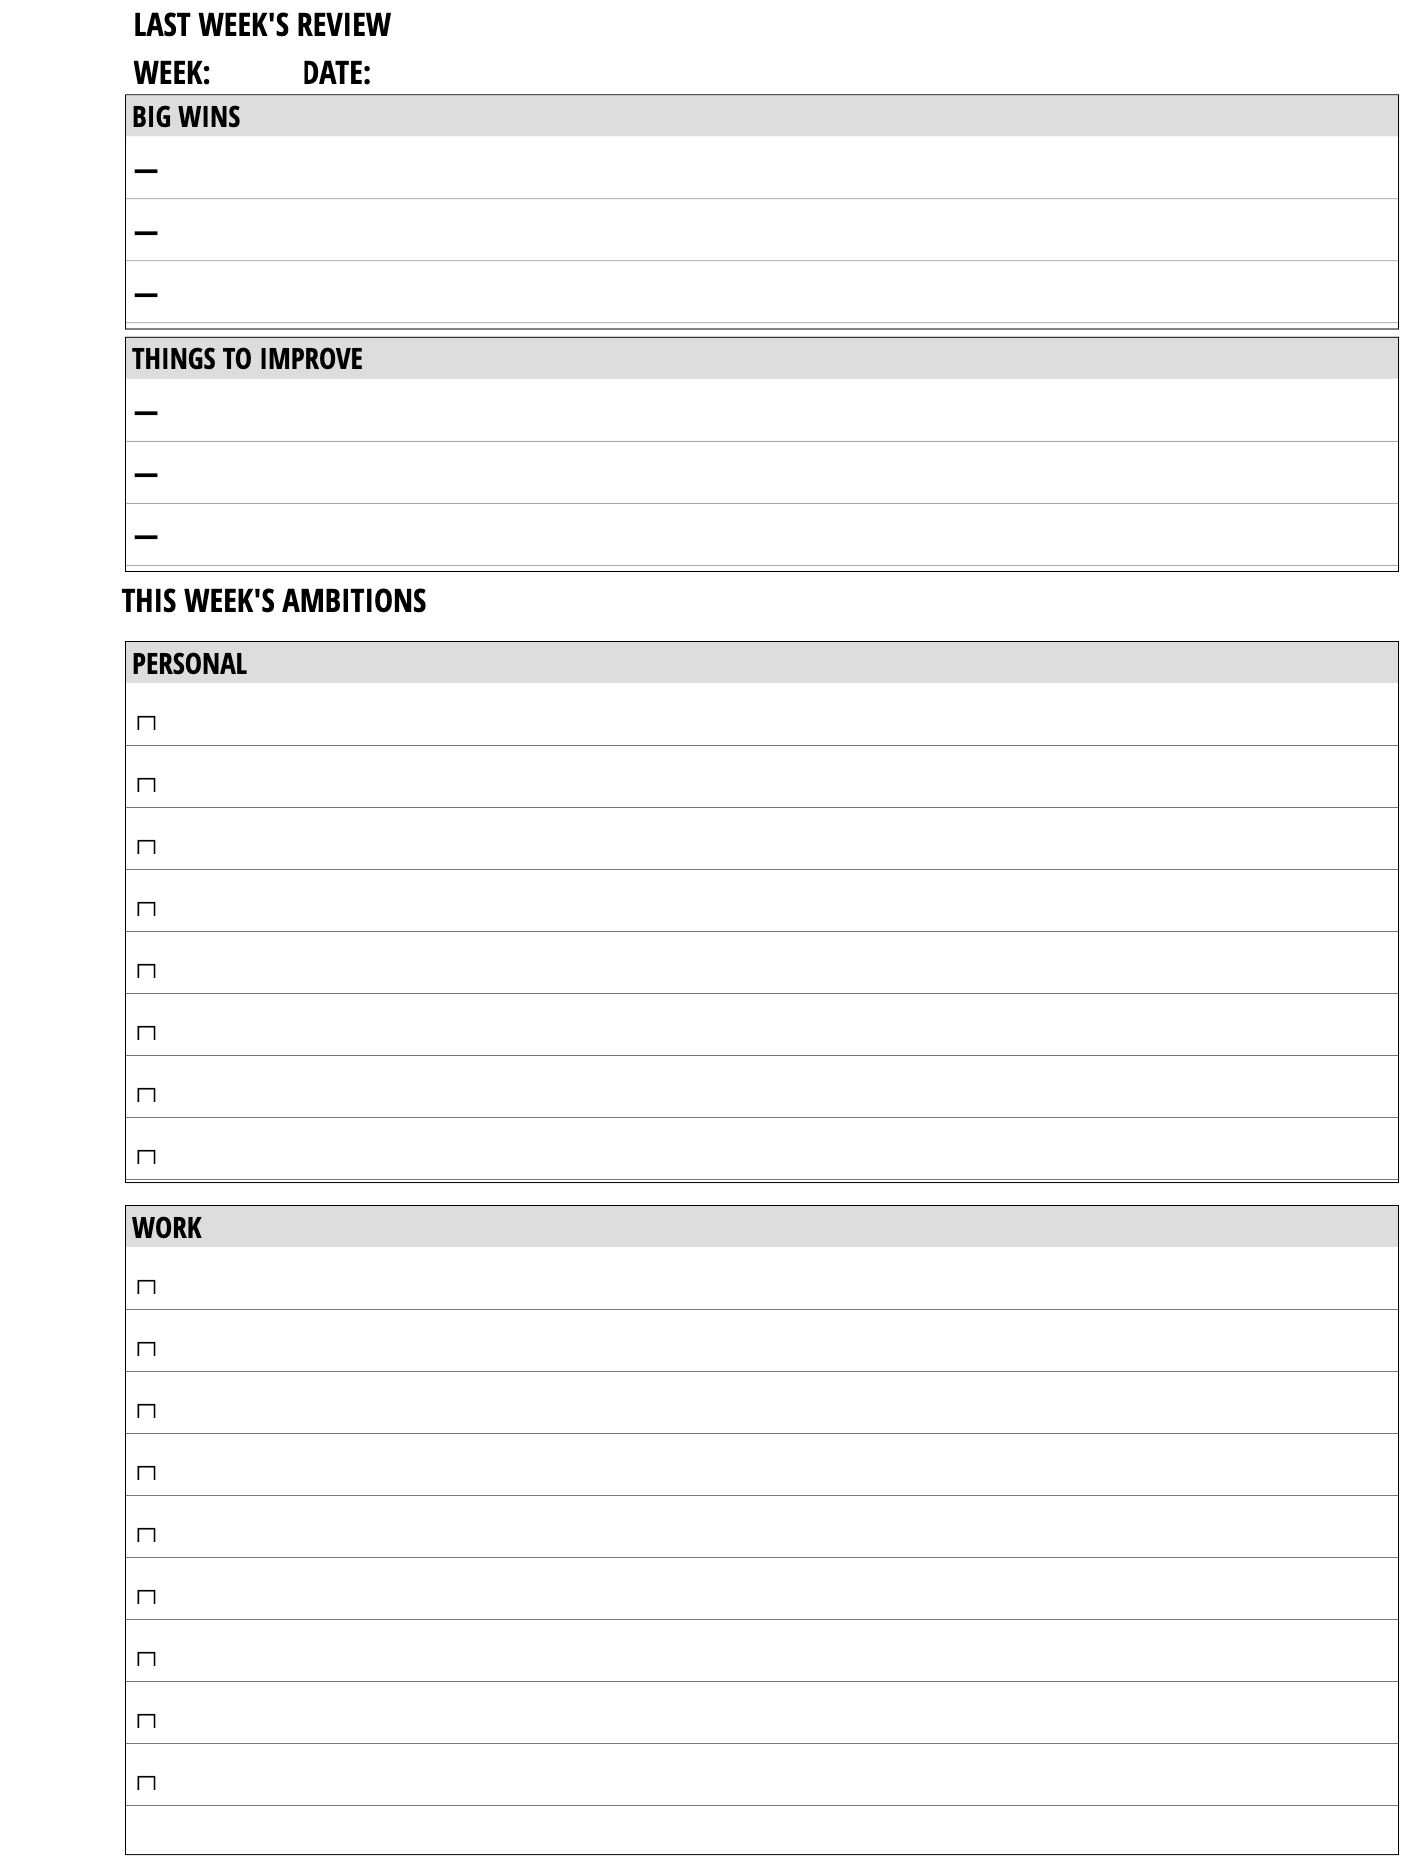 LAST WEEK'S REVIEW
WEEK: DATE:
BIG WINS
—
—
—
THINGS TO IMPROVE
—
—
—
THIS WEEK'S AMBITIONS
PERSONAL
WORK